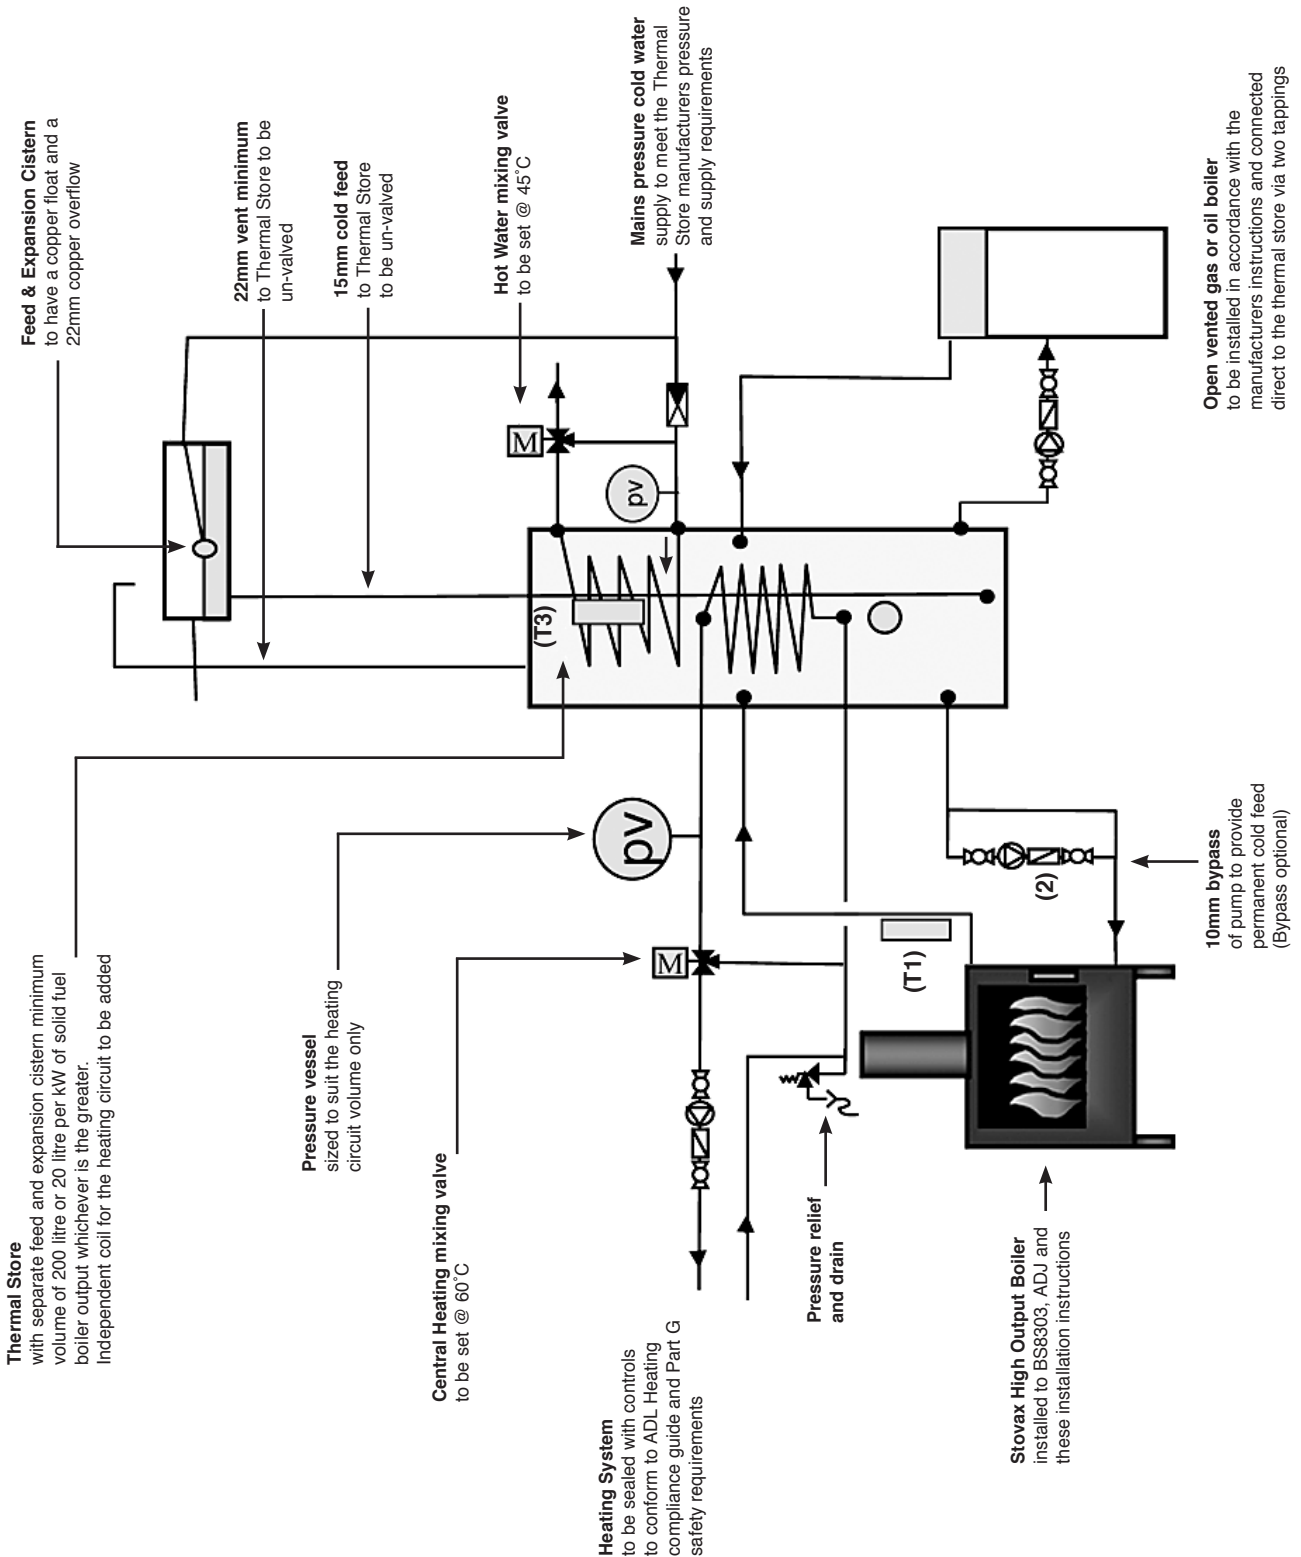 Thermal Store
with separate feed and expansion cistern minimum
volume of 200 litre or 20 litre per kW of solid fuel
boiler output whichever is the greater.
Independent coil for the heating circuit to be added
Feed & Expansion Cistern
to have a copper float and a
22mm copper overflow
22mm vent minimum
to Thermal Store to be
un-valved
15mm cold feed
to Thermal Store
to be un-valved
Hot Water mixing valve
to be set @ 45˚C
Mains pressure cold water
supply to meet the Thermal
Store manufacturers pressure
and supply requirements
Pressure vessel
sized to suit the heating
circuit volume only
Central Heating mixing valve
to be set @ 60˚C
Heating System
to be sealed with controls
to conform to ADL Heating
compliance guide and Part G
safety requirements
M
pv
M
pv
(T3)
(T1)
(2)
Pressure relief
and drain
Stovax High Output Boiler
installed to BS8303, ADJ and
these installation instructions
10mm bypass
of pump to provide
permanent cold feed
(Bypass optional)
Open vented gas or oil boiler
to be installed in accordance with the
manufacturers instructions and connected
direct to the thermal store via two tappings